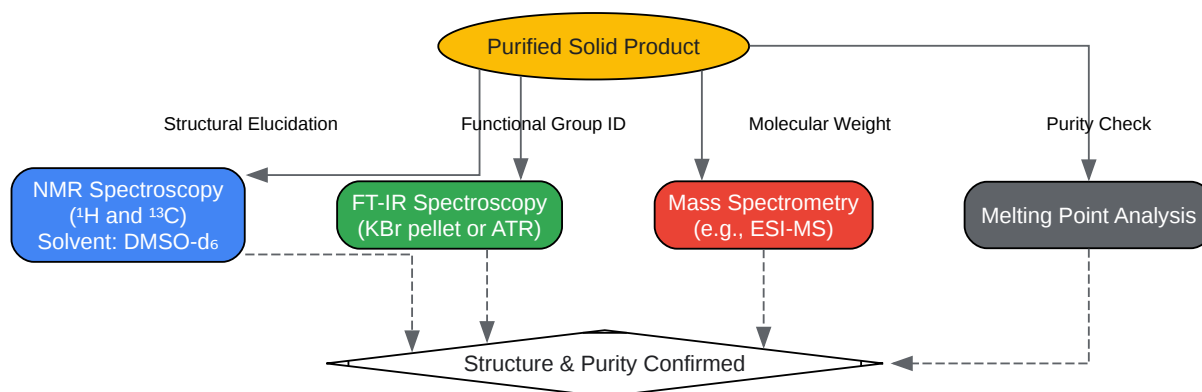 Purified Solid Product
Structural Elucidation
Functional Group ID
Molecular Weight
Purity Check
NMR Spectroscopy
(¹H and ¹³C)
Solvent: DMSO-d₆
FT-IR Spectroscopy
(KBr pellet or ATR)
Mass Spectrometry
(e.g., ESI-MS)
Melting Point Analysis
Structure & Purity Confirmed